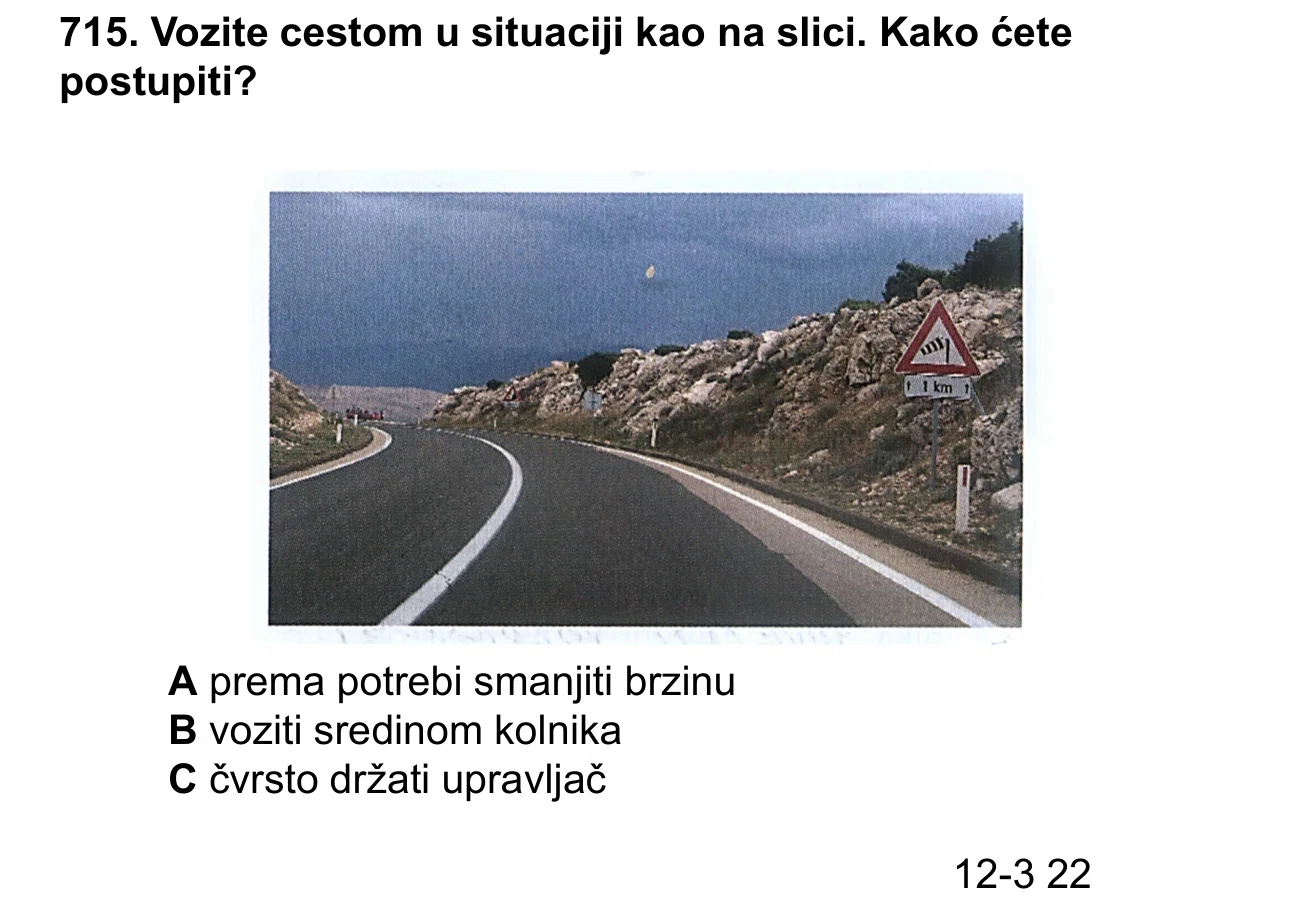 715. Vozite cestom u situaciji kao na slici. Kako ćete
postupiti?
↑ 1 km ↑
A prema potrebi smanjiti brzinu
B voziti sredinom kolnika
C čvrsto držati upravljač
12-3 22